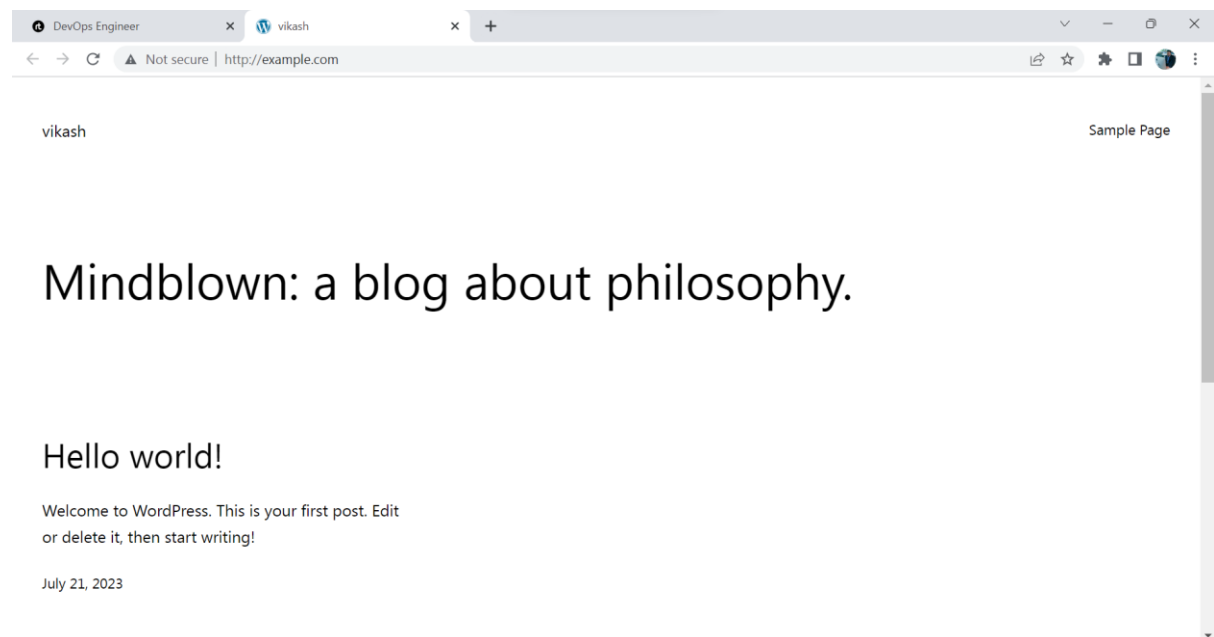 DevOps Engineer vikash
Not secure http://example.com
vikash Sample Page
Mindblown: a blog about philosophy.
Hello world!
Welcome to WordPress. This is your first post. Edit
or delete it, then start writing!
July 21, 2023